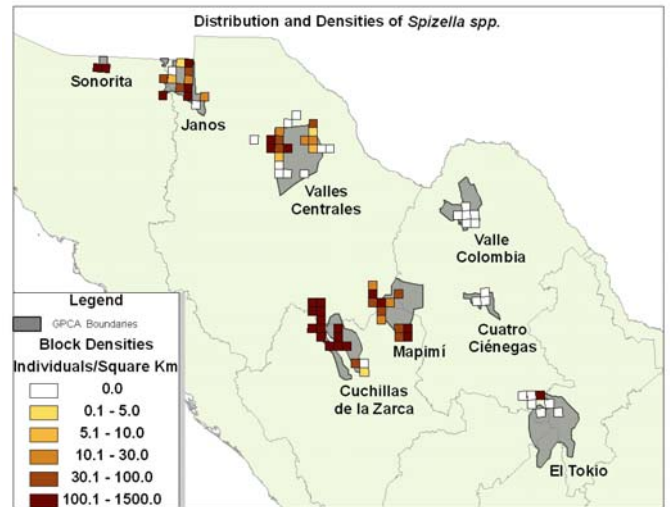 Distribution and Densities of Spizella spp.
Sonorita
Janos
Valles
Centrales
Valle
Colombia
Cuatro
Ciénegas
Mapimí
Cuchillas
de la Zarca
El Tokio
Legend
GPCA Boundaries
Block Densities
Individuals/Square Km
0.0
0.1 - 5.0
5.1 - 10.0
10.1 - 30.0
30.1 - 100.0
100.1 - 1500.0